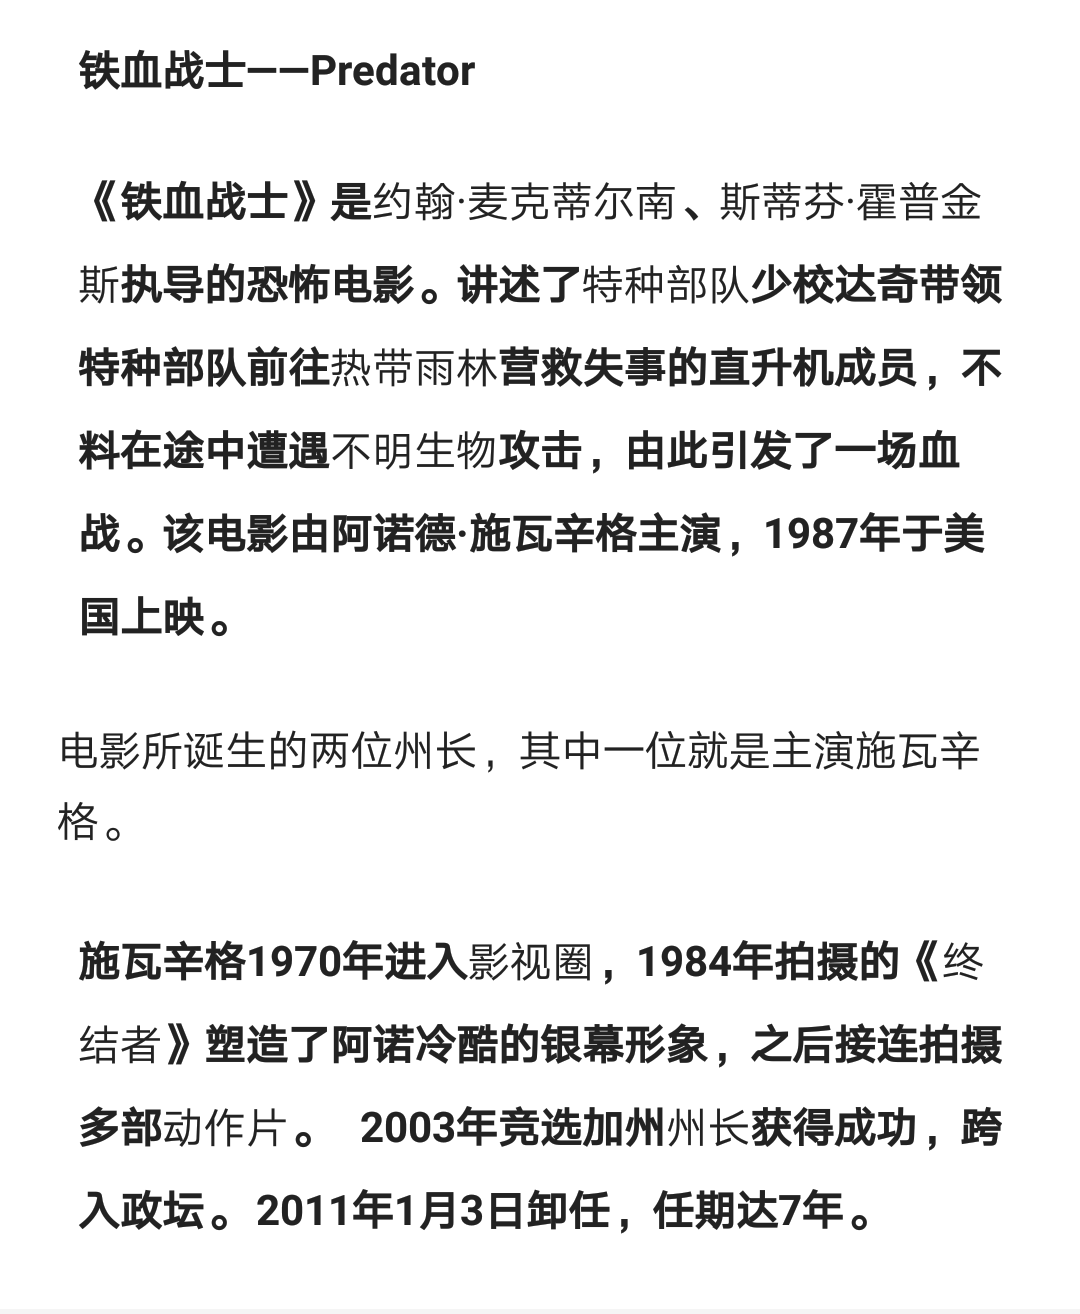 铁血战士——Predator
《铁血战士》是约翰·麦克蒂尔南、斯蒂芬·霍普金
斯执导的恐怖电影。讲述了特种部队少校达奇带领
特种部队前往热带雨林营救失事的直升机成员，不
料在途中遭遇不明生物攻击，由此引发了一场血
战。该电影由阿诺德·施瓦辛格主演，1987年于美
国上映。
电影所诞生的两位州长，其中一位就是主演施瓦辛
格。
施瓦辛格1970年进入影视圈，1984年拍摄的《终
结者》塑造了阿诺冷酷的银幕形象，之后接连拍摄
多部动作片。 2003年竞选加州州长获得成功，跨
入政坛。2011年1月3日卸任，任期达7年。